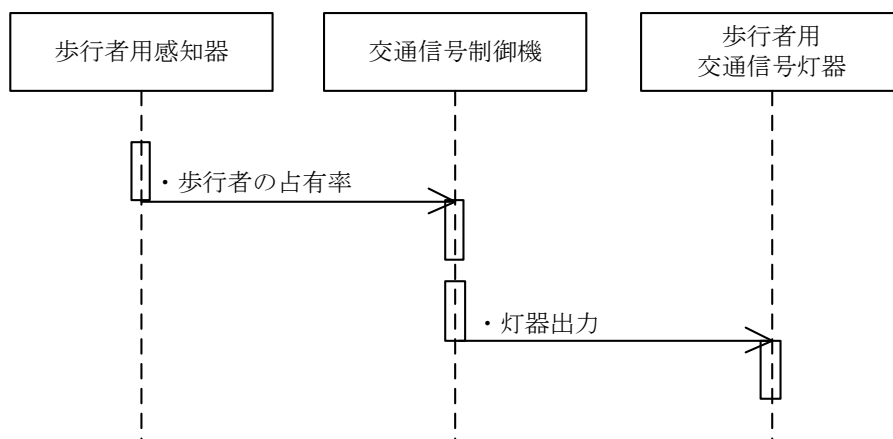 歩行者用感知器
交通信号制御機
歩行者用
交通信号灯器
・歩行者の占有率
・灯器出力